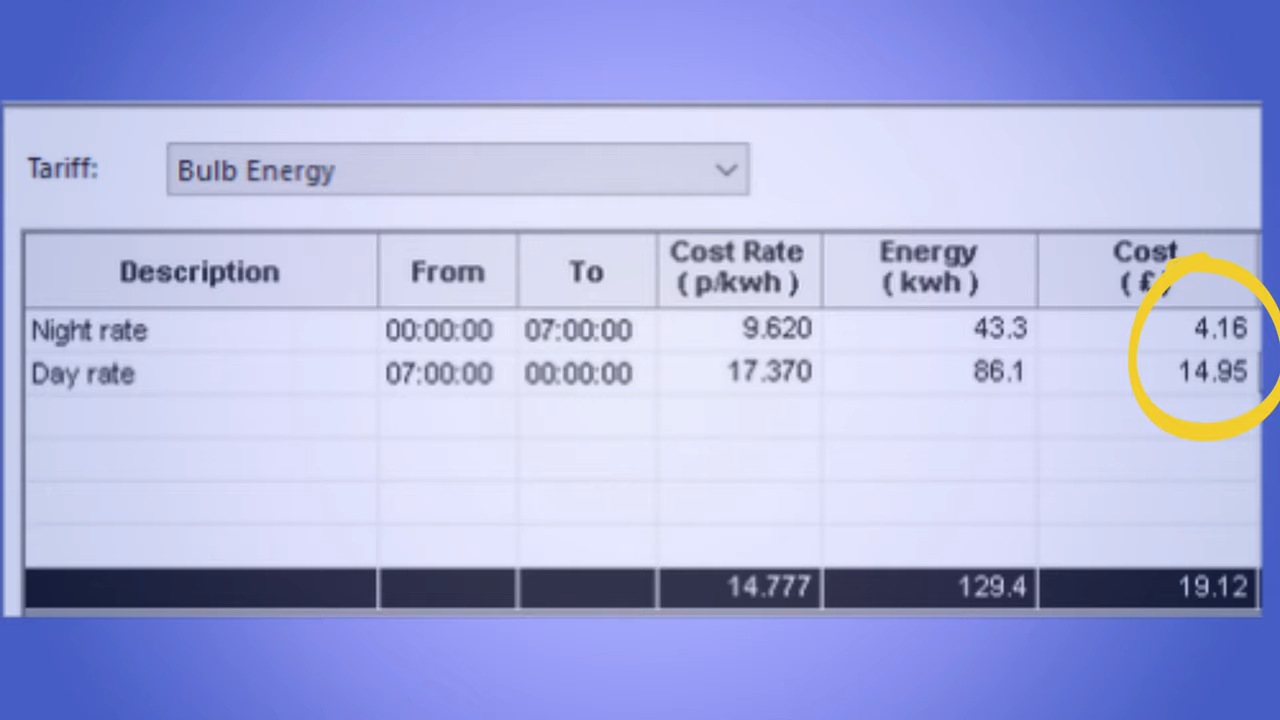 Tariff: Bulb Energy
Description From To Cost Rate ( p/kwh ) Energy ( kwh ) Cost ( £)
Night rate 00:00:00 07:00:00 9.620 43.3 4.16
Day rate 07:00:00 00:00:00 17.370 86.1 14.95
14.777 129.4 19.12